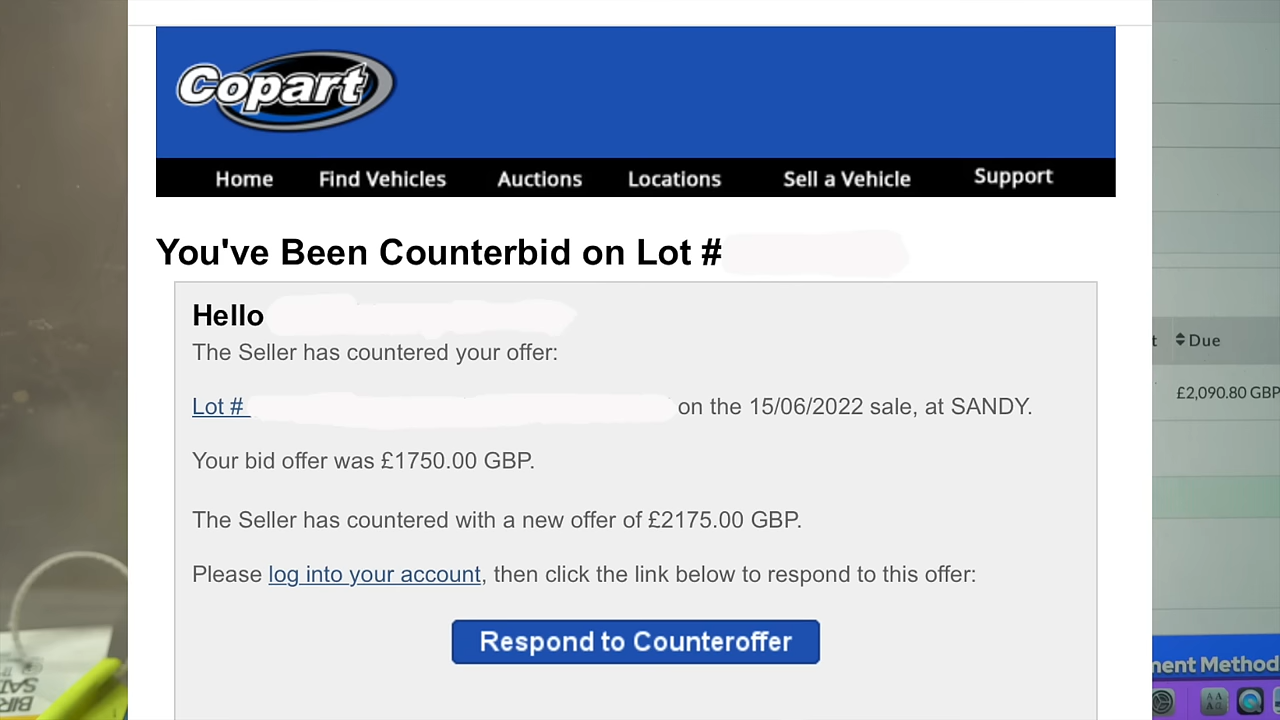 Copart
Home Find Vehicles Auctions Locations Sell a Vehicle Support
You've Been Counterbid on Lot #
Hello
The Seller has countered your offer:
Lot # on the 15/06/2022 sale, at SANDY.
Your bid offer was £1750.00 GBP.
The Seller has countered with a new offer of £2175.00 GBP.
Please log into your account, then click the link below to respond to this offer:
Respond to Counteroffer
Due
£2,090.80 GBP